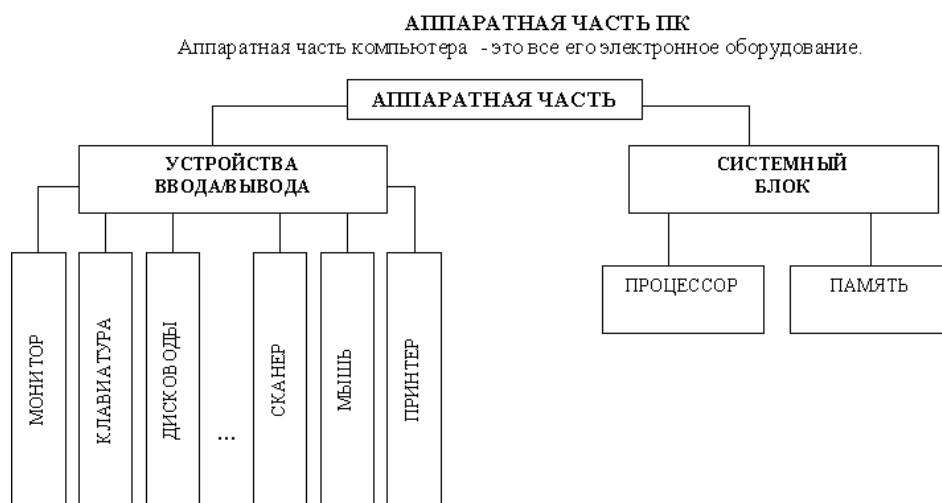 АППАРАТНАЯ ЧАСТЬ ПК
Аппаратная часть компьютера - это все его электронное оборудование.
АППАРАТНАЯ ЧАСТЬ
УСТРОЙСТВА
ВВОДА/ВЫВОДА
СИСТЕМНЫЙ
БЛОК
МОНИТОР
КЛАВИАТУРА
ДИСКОВОДЫ
...
СКАНЕР
МЫШЬ
ПРИНТЕР
ПРОЦЕССОР
ПАМЯТЬ